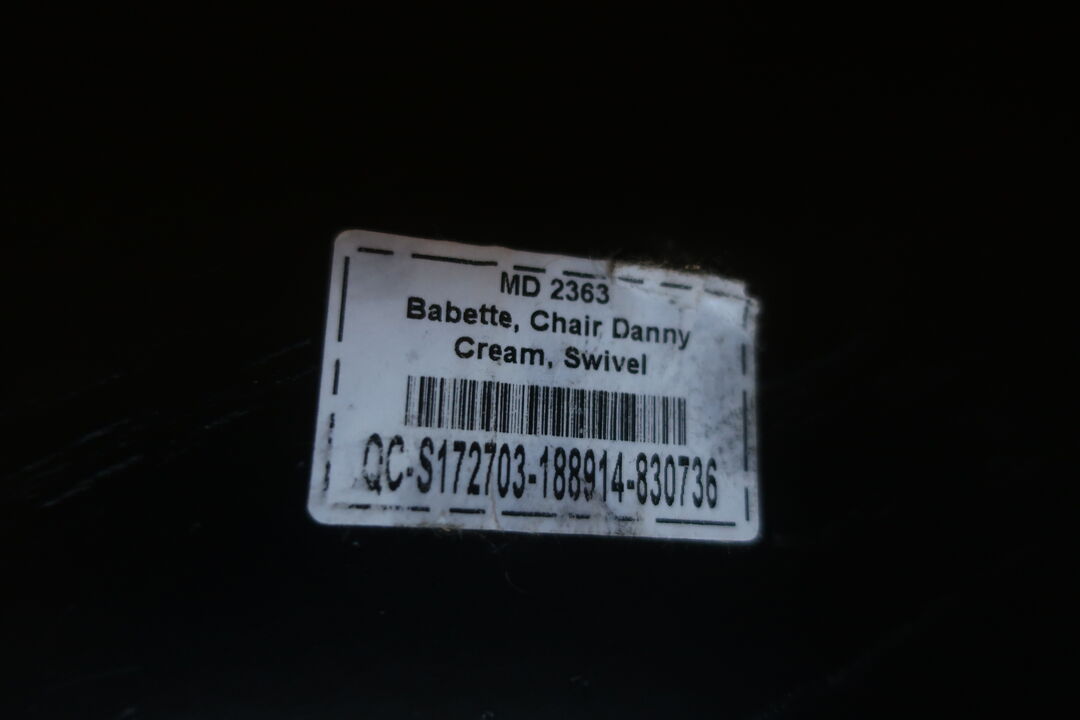 MD 2363
Babette, Chair Danny
Cream, Swivel
QC-S172703-188914-830736